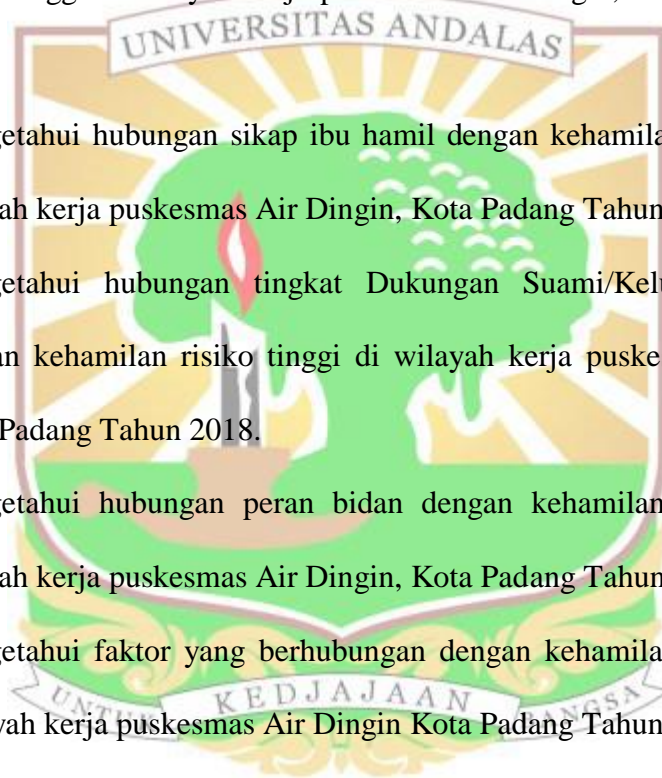 UNIVERSITAS ANDALAS
getahui hubungan sikap ibu hamil dengan kehamila
ah kerja puskesmas Air Dingin, Kota Padang Tahun
getahui hubungan tingkat Dukungan Suami/Kelu
an kehamilan risiko tinggi di wilayah kerja puske
Padang Tahun 2018.
getahui hubungan peran bidan dengan kehamilan
ah kerja puskesmas Air Dingin, Kota Padang Tahun
getahui faktor yang berhubungan dengan kehamila
UNTUK KEDJAJAAN BANGSA
yah kerja puskesmas Air Dingin Kota Padang Tahun